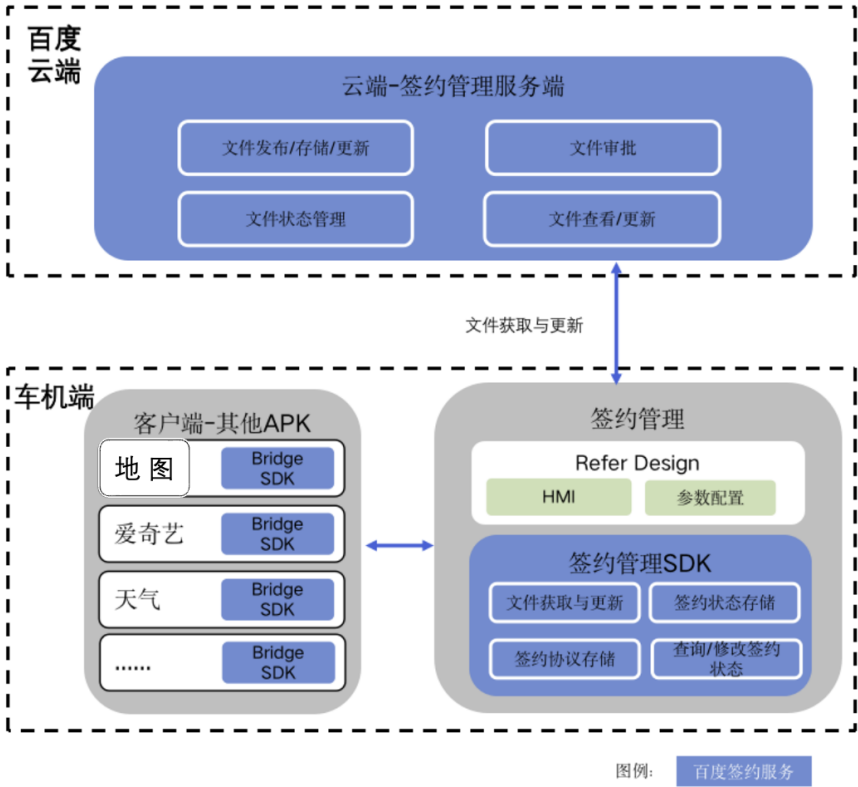 百度
云端
云端-签约管理服务端
文件发布/存储/更新
文件审批
文件状态管理
文件查看/更新
文件获取与更新
车机端
客户端-其他APK
地 图
Bridge
SDK
爱奇艺
Bridge
SDK
天气
Bridge
SDK
......
Bridge
SDK
签约管理
Refer Design
HMI
参数配置
签约管理SDK
文件获取与更新
签约状态存储
签约协议存储
查询/修改签约
状态
图例:
百度签约服务